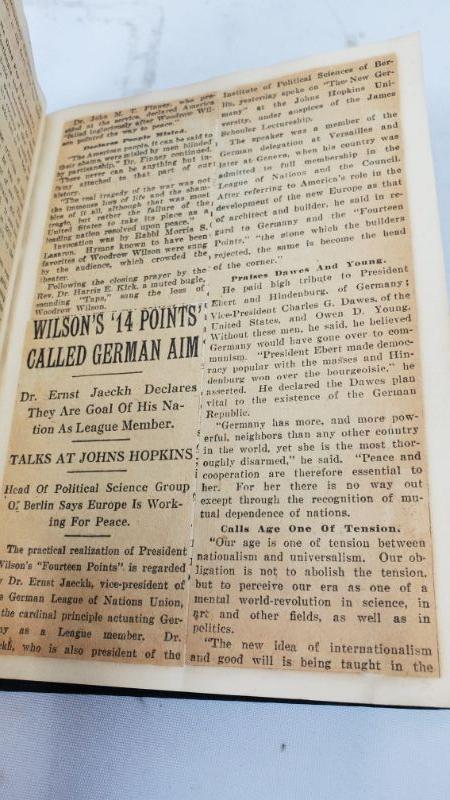 Dr. John M. T. Finney, who pre-
sided at the service, declared America
"failed ingloriously after Woodrow Wil-
son pointed the way to peace."
Declares People Misled.
"The American people, it can be said to
their shame, were misled by men blinded
by partisanship," Dr. Finney continued.
"There never can be anything but in-
famy attached to that part of our
history.
"The real tragedy of the war was not
the immense loss of life and the sham-
bles of it all, although that was most
tragic, but rather the failure of the
United States to take its place as a
leading nation resolved upon peace."
Invocation was by Rabbi Morris S.
Lazaron. Hymns known to have been
favorites of Woodrow Wilson were sung
by the audience, which crowded the
theater.
Following the closing prayer by the
Rev. Dr. Harris E. Kirk, a muted bugle,
sounding "Taps," sang the loss of
Woodrow Wilson.
WILSON'S '14 POINTS'
CALLED GERMAN AIM
Dr. Ernst Jaeckh Declares
They Are Goal Of His Na-
tion As League Member.
TALKS AT JOHNS HOPKINS
Head Of Political Science Group
Of Berlin Says Europe Is Work-
ing For Peace.
The practical realization of President
Wilson's "Fourteen Points" is regarded
Dr. Ernst Jaeckh, vice-president of
German League of Nations Union,
the cardinal principle actuating Ger-
as a League member. Dr.
who is also president of the
Institute of Political Sciences of Ber-
lin, yesterday spoke on "The New Ger-
many" at the Johns Hopkins Uni-
versity, under auspices of the James
Schouler Lectureship.
The speaker was a member of the
German delegation at Versailles and
later at Geneva, when his country was
admitted to full membership in the
League of Nations and the Council.
After referring to America's role in the
development of the new Europe as that
of architect and builder, he said in re-
gard to Germany and the "Fourteen
Points," "the stone which the builders
rejected, the same is become the head
of the corner."
Praises Dawes And Young.
He paid high tribute to President
Ebert and Hindenburg, of Germany;
Vice-President Charles G. Dawes, of the
United States, and Owen D. Young.
Without these men, he said, he believed
Germany would have gone over to com-
munism. "President Ebert made democ-
racy popular with the masses and Hin-
denburg won over the bourgeoisie," he
asserted. He declared the Dawes plan
vital to the existence of the German
Republic.
"Germany has more, and more pow-
erful, neighbors than any other country
in the world, yet she is the most thor-
oughly disarmed," he said. "Peace and
cooperation are therefore essential to
her. For her there is no way out
except through the recognition of mu-
tual dependence of nations.
Calls Age One Of Tension.
"Our age is one of tension between
nationalism and universalism. Our ob-
ligation is not to abolish the tension,
but to perceive our era as one of a
mental world-revolution in science, in
art and other fields, as well as in
politics.
"The new idea of internationalism
and good will is being taught in the